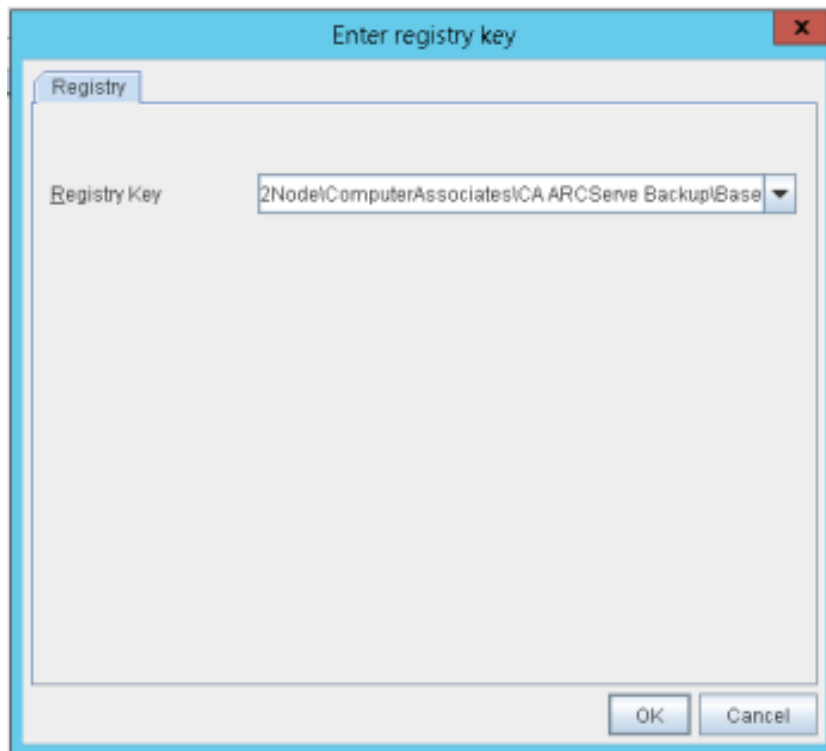 Enter registry key
x
Registry
Registry Key 2Node\ComputerAssociates\CA ARCServe Backup\Base
OK Cancel